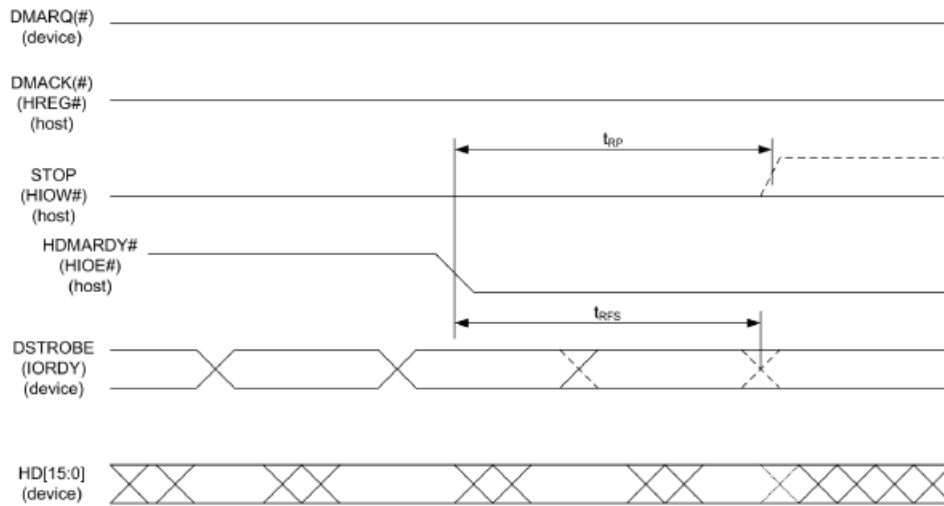 DMARQ(#)
(device)
DMACK(#)
(HREG#)
(host)
tRP
STOP
(HIOW#)
(host)
HDMARDY#
(HIOE#)
(host)
tRFS
DSTROBE
(IORDY)
(device)
HD[15:0]
(device)